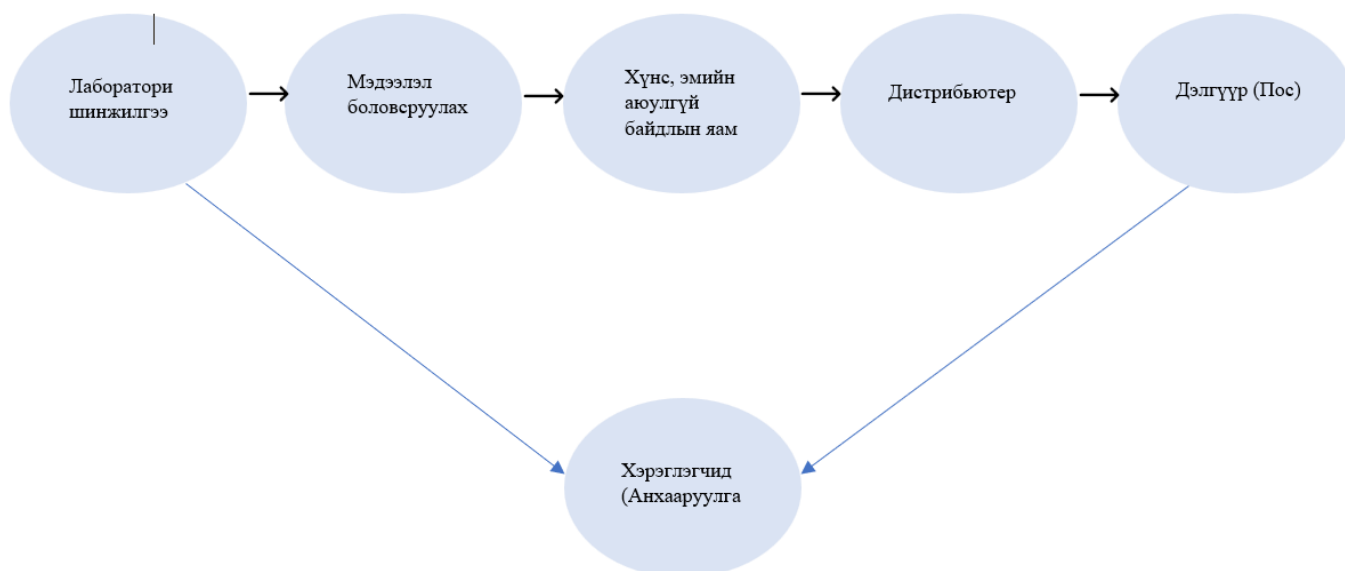 Лаборатори
шинжилгээ
Мэдээлэл
боловсруулах
Хүнс, эмийн
аюулгүй
байдлын яам
Дистрибьютер
Дэлгүүр (Пос)
Хэрэглэгчид
(Анхааруулга